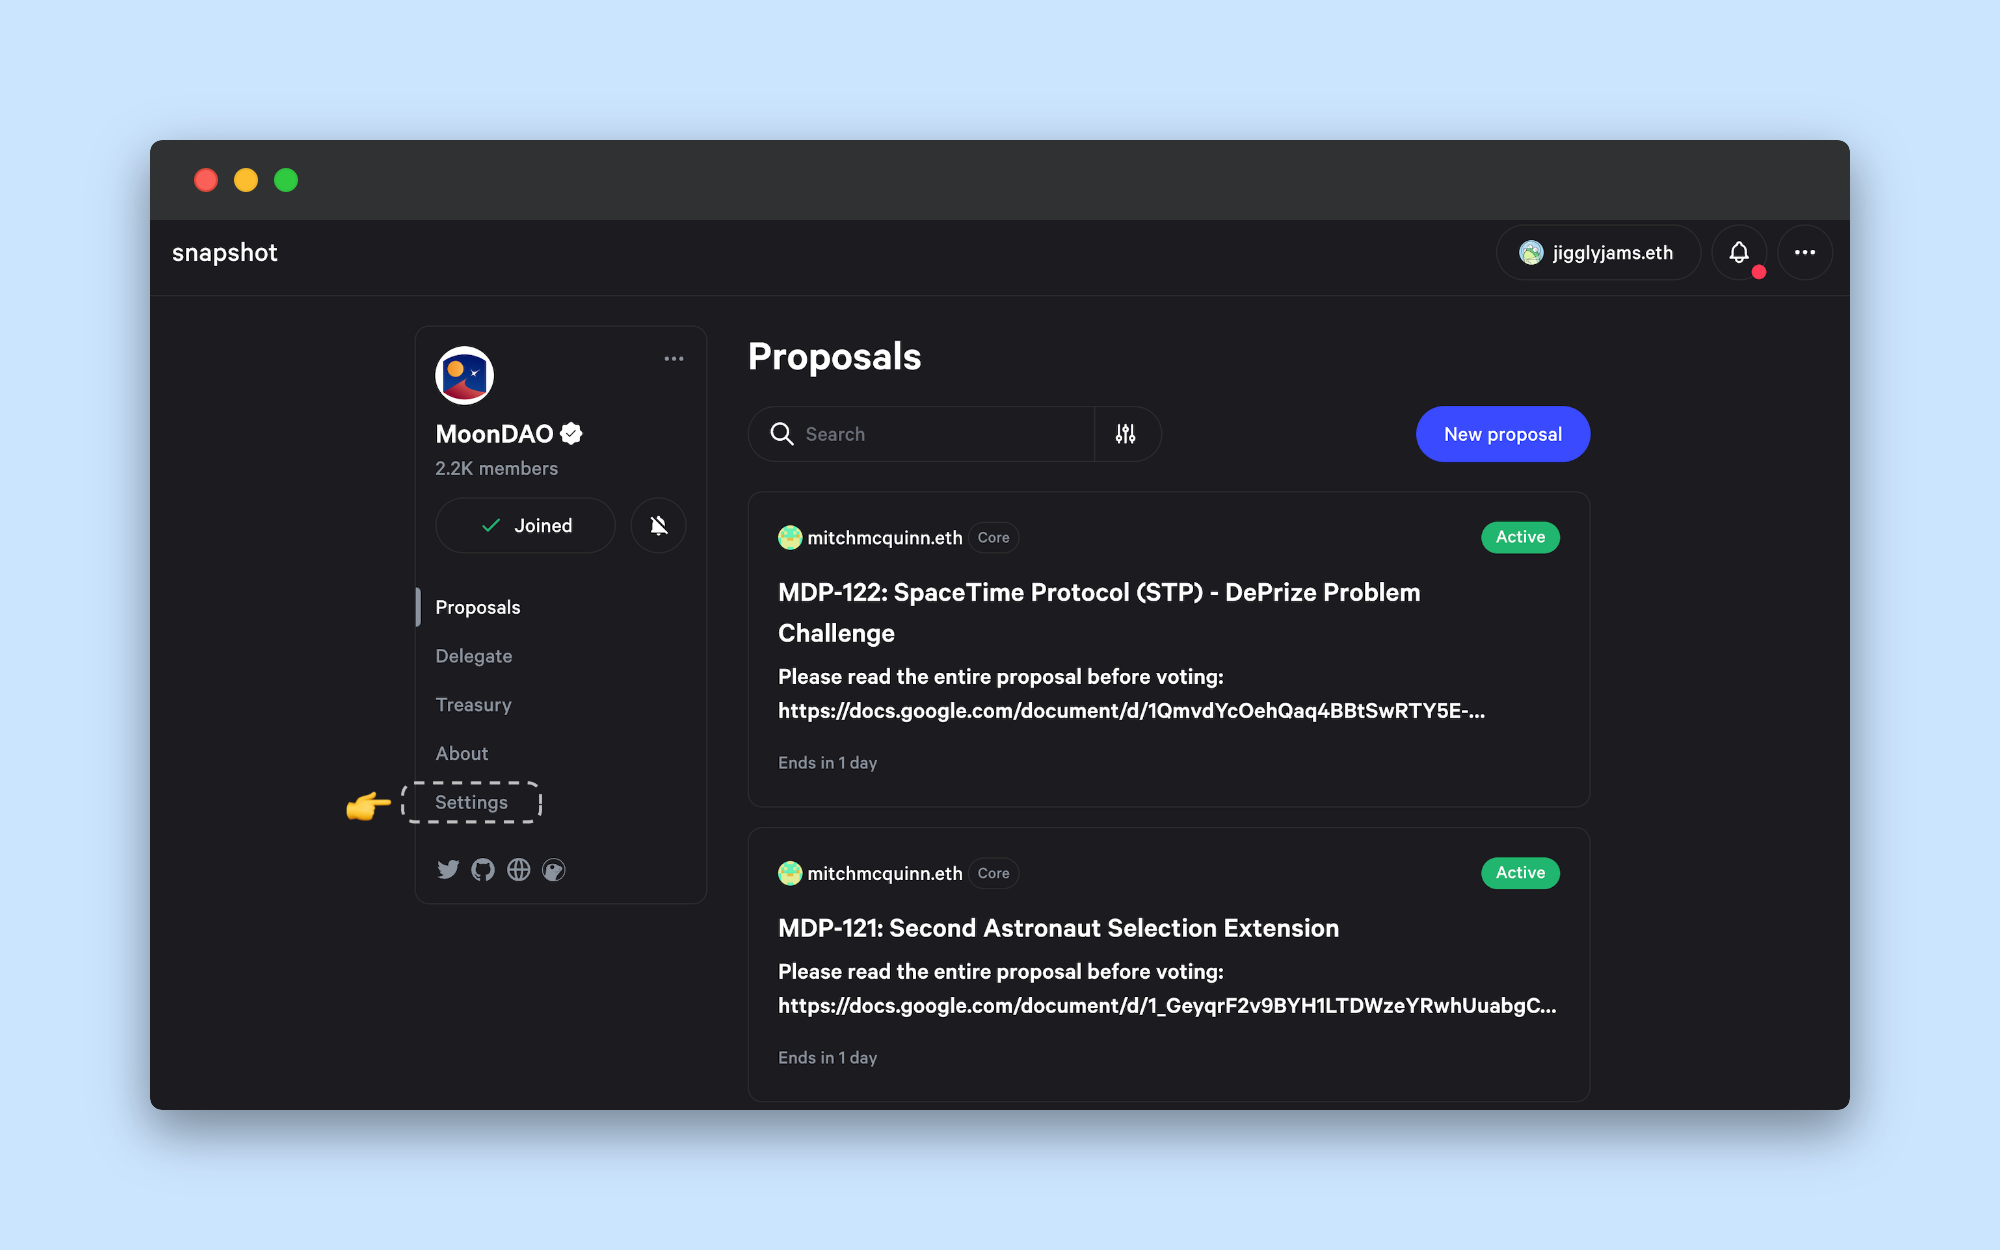 snapshot
jigglyjams.eth
MoonDAO
2.2K members
Joined
Proposals
Delegate
Treasury
About
Settings
Proposals
Search
New proposal
mitchmcquinn.eth Core
Active
MDP-122: SpaceTime Protocol (STP) - DePrize Problem
Challenge
Please read the entire proposal before voting:
https://docs.google.com/document/d/1QmvdYcOehQaq4BBtSwRTY5E-...
Ends in 1 day
mitchmcquinn.eth Core
Active
MDP-121: Second Astronaut Selection Extension
Please read the entire proposal before voting:
https://docs.google.com/document/d/1_GeyqrF2v9BYH1LTDWzeYRwhUuabgC...
Ends in 1 day